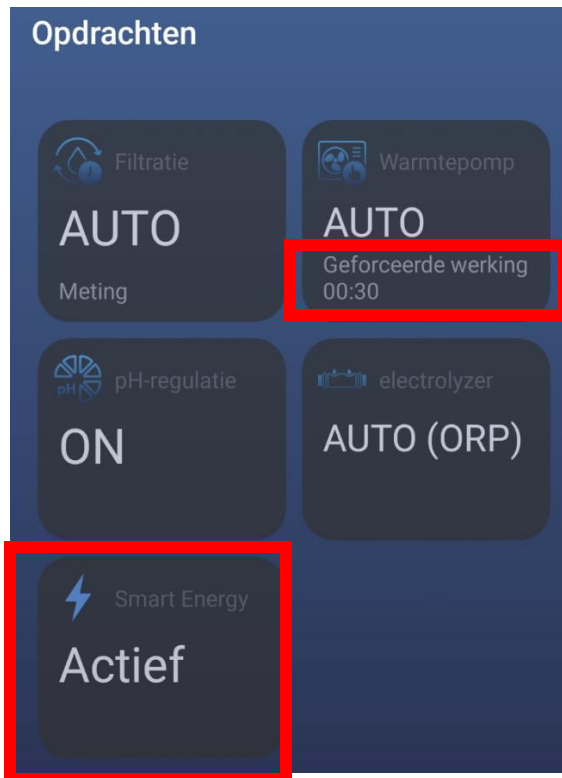 Opdrachten
Filtratie
AUTO
Meting
Warmtepomp
AUTO
Geforceerde werking
00:30
pH
pH-regulatie
ON
electrolyzer
AUTO (ORP)
Smart Energy
Actief